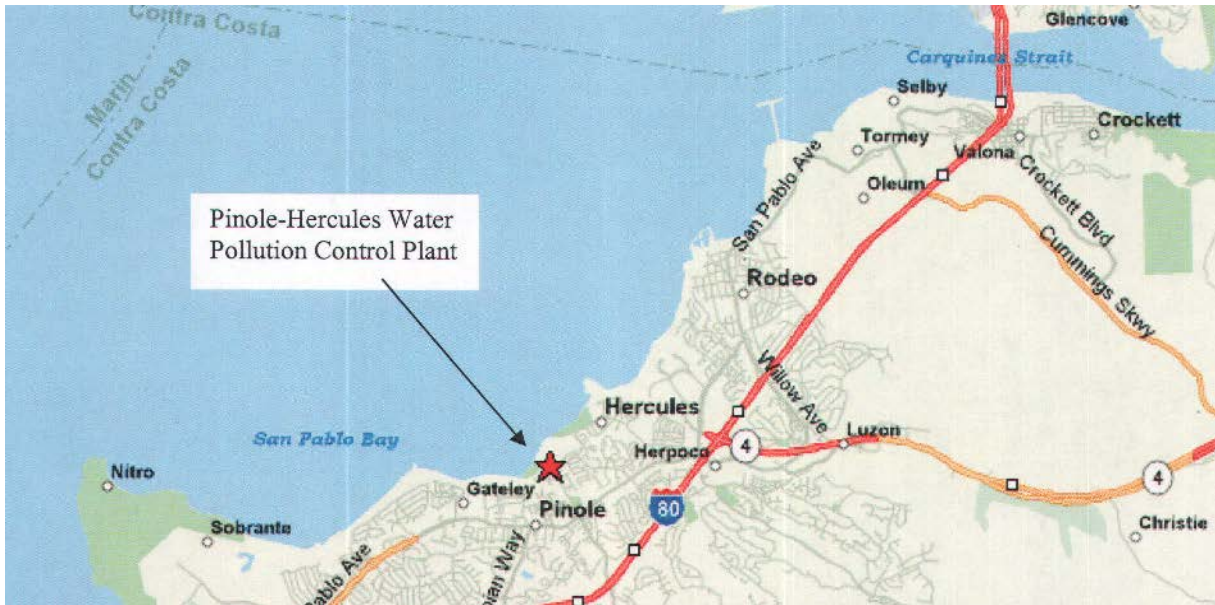 Contra Costa
Marin
Contra Costa
Glencove
Carquinez Strait
Selby
Crockett
Tormey
Valona
Oleum
San Pablo Ave
Crockett Blvd
Cummings Skwy
Pinole-Hercules Water
Pollution Control Plant
Rodeo
Willow Ave
Hercules
San Pablo Bay
Luzon
4
Herpoco
Nitro
Gateley
80
4
Pinole
Sobrante
Christie
Pablo Ave
Way